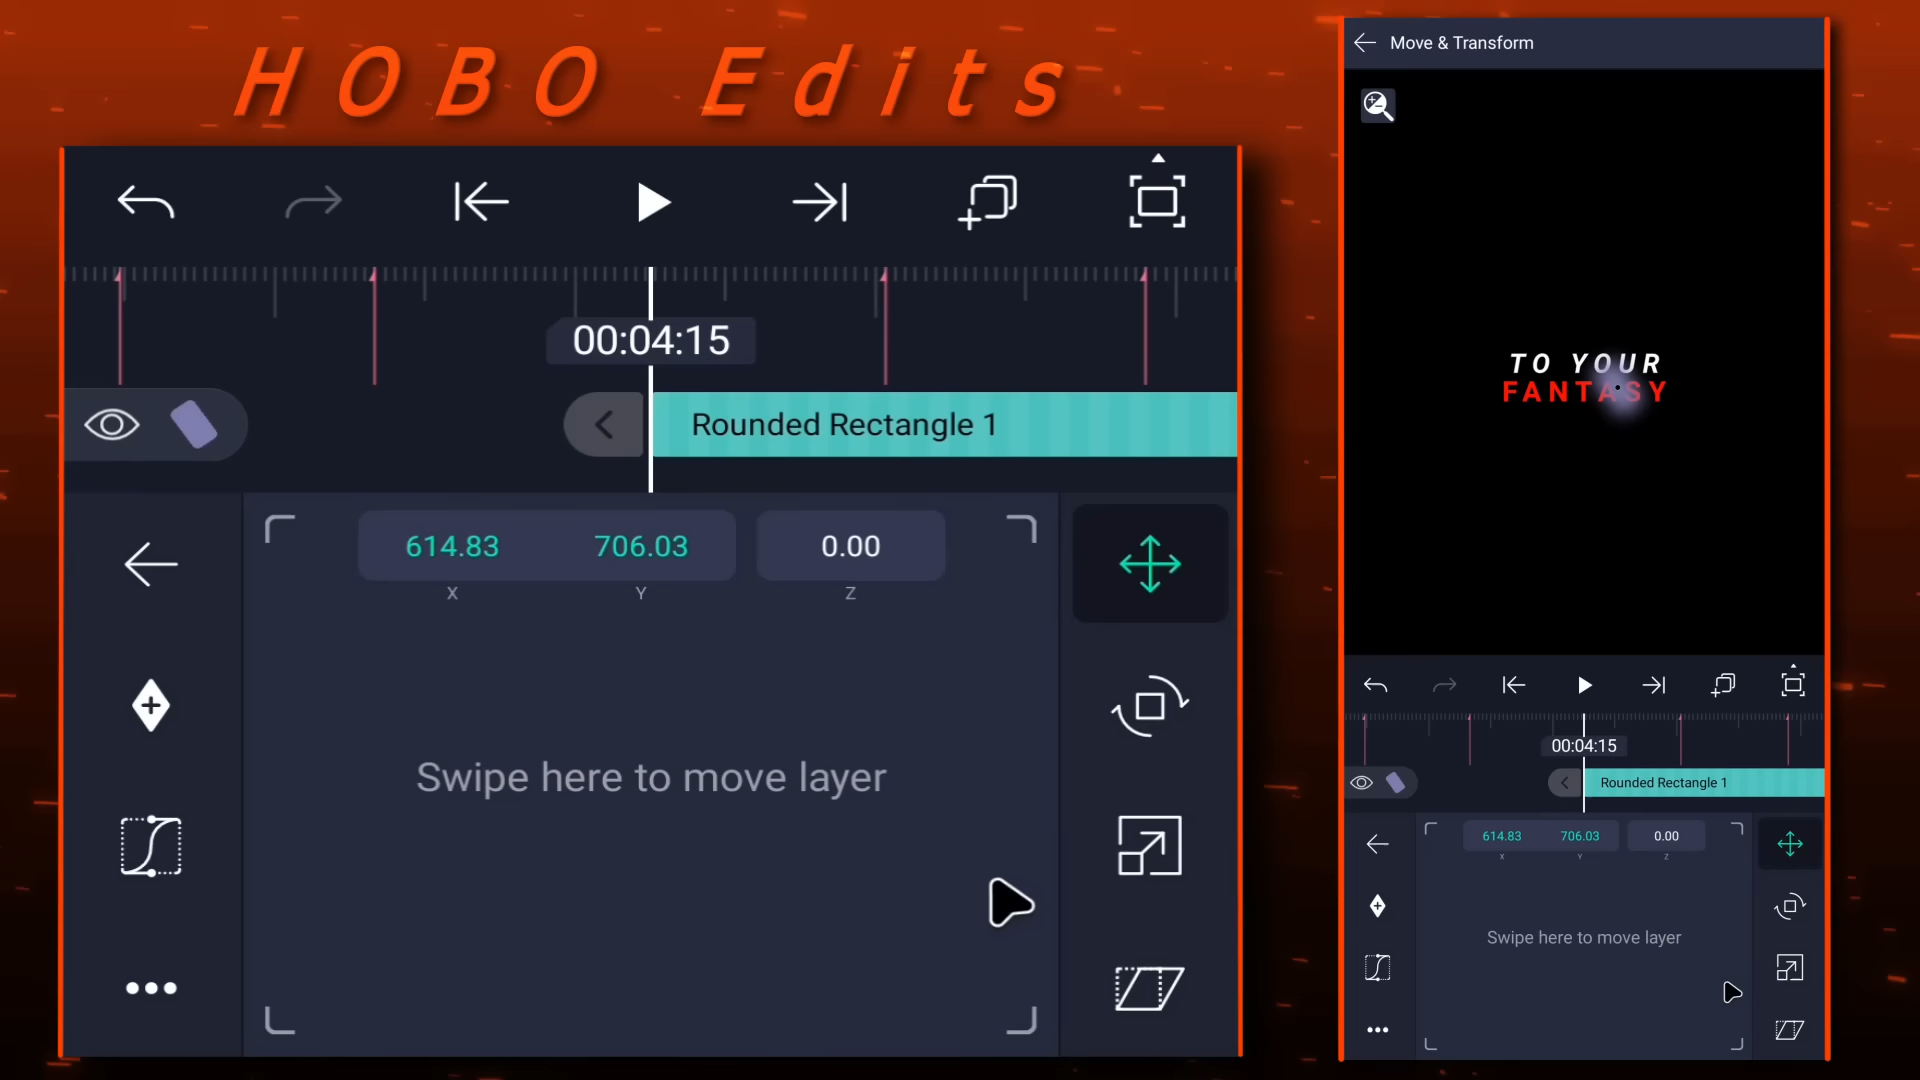 HOBO Edits
00:04:15
Rounded Rectangle 1
614.83 706.03 0.00
X Y Z
Swipe here to move layer
Move & Transform
TO YOUR
FANTASY
00:04:15
Rounded Rectangle 1
614.83 706.03 0.00
X Y Z
Swipe here to move layer